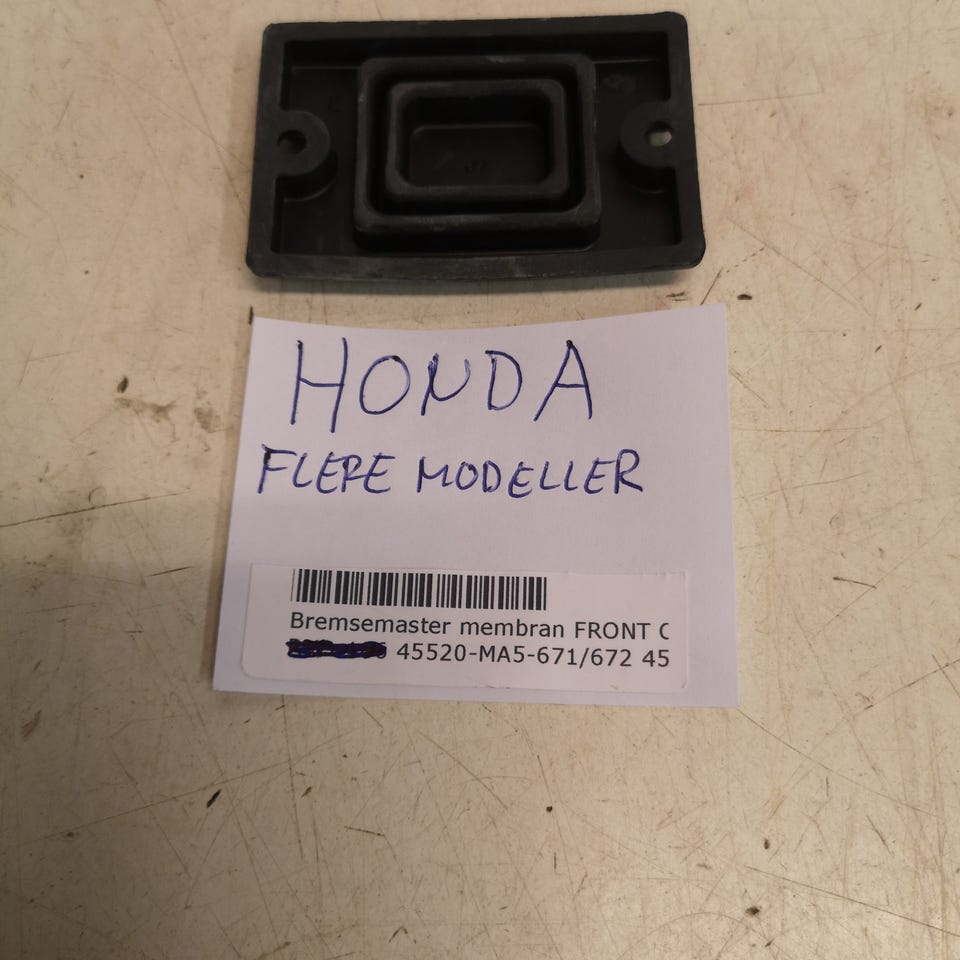 HONDA
FLERE MODELLER
Bremsemaster membran FRONT C
45520-MA5-671/672 45